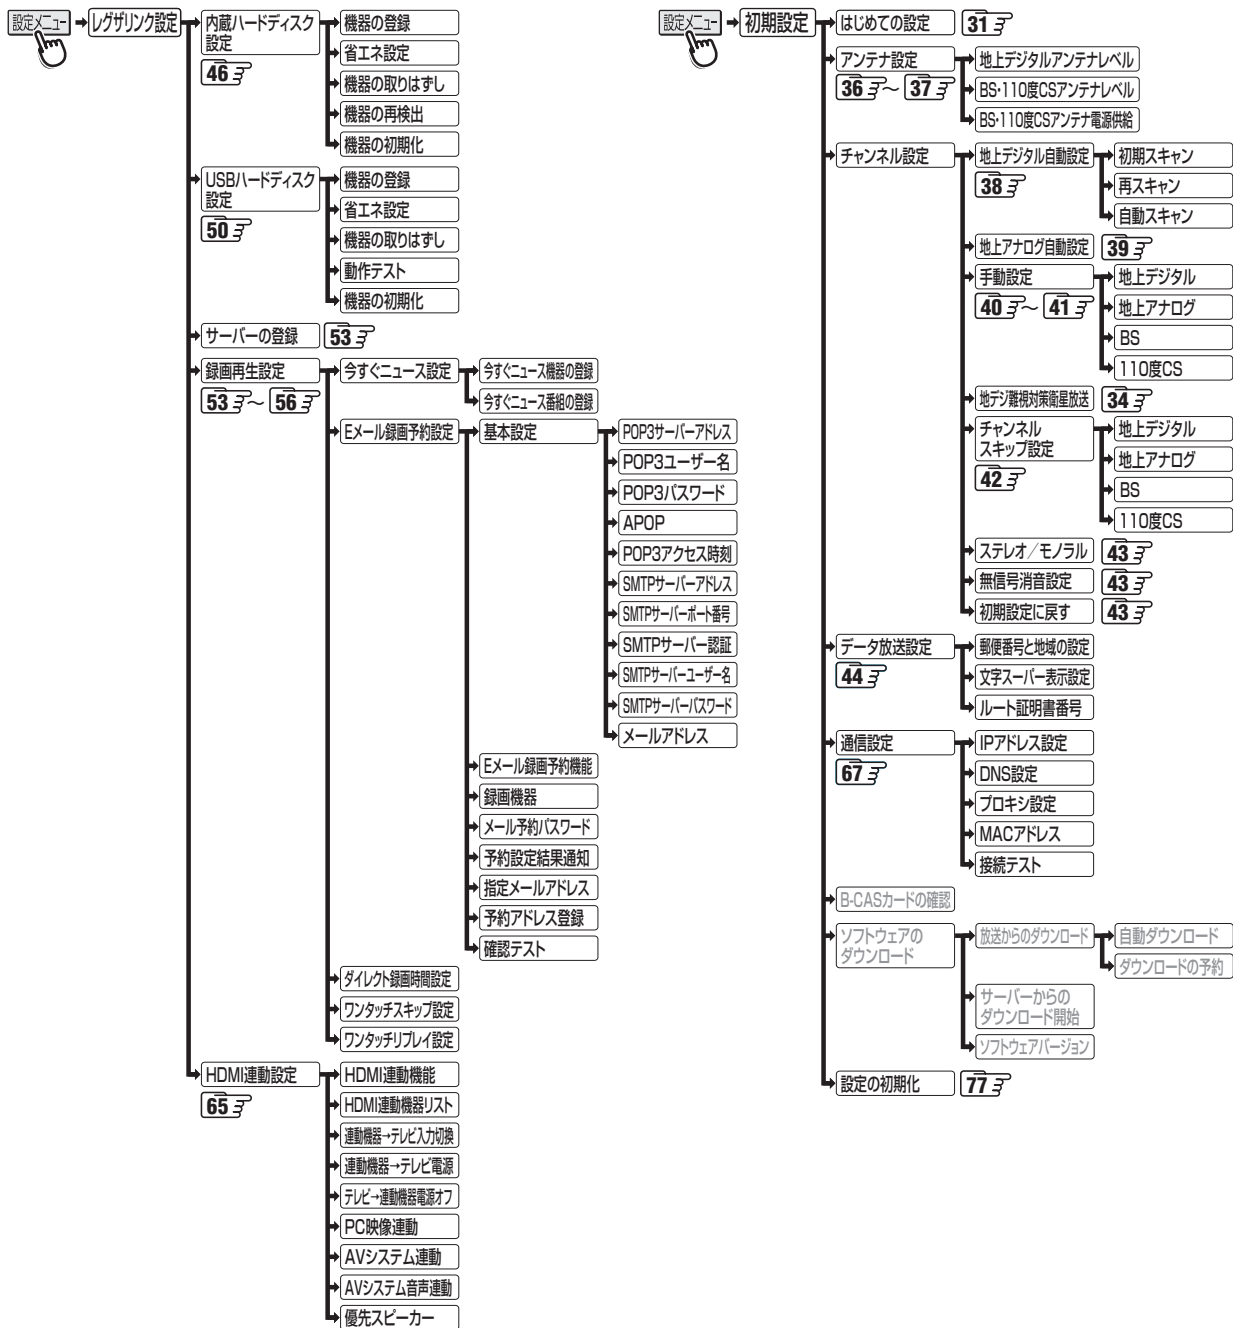 設定メニュー
レグザリンク設定
内蔵ハードディスク
設定
46
機器の登録
省エネ設定
機器の取りはずし
機器の再検出
機器の初期化
USBハードディスク
設定
50
機器の登録
省エネ設定
機器の取りはずし
動作テスト
機器の初期化
サーバーの登録 53
録画再生設定
53 ～ 56
今すぐニュース設定
今すぐニュース機器の登録
今すぐニュース番組の登録
Eメール録画予約設定
基本設定
POP3サーバーアドレス
POP3ユーザー名
POP3パスワード
APOP
POP3アクセス時刻
SMTPサーバーアドレス
SMTPサーバーポート番号
SMTPサーバー認証
SMTPサーバーユーザー名
SMTPサーバーパスワード
メールアドレス
Eメール録画予約機能
録画機器
メール予約パスワード
予約設定結果通知
指定メールアドレス
予約アドレス登録
確認テスト
ダイレクト録画時間設定
ワンタッチスキップ設定
ワンタッチリプレイ設定
HDMI連動設定
65
HDMI連動機能
HDMI連動機器リスト
連動機器→テレビ入力切換
連動機器→テレビ電源
テレビ→連動機器電源オフ
PC映像連動
AVシステム連動
AVシステム音声連動
優先スピーカー
設定メニュー
初期設定
はじめての設定 31
アンテナ設定
36 ～ 37
地上デジタルアンテナレベル
BS・110度CSアンテナレベル
BS・110度CSアンテナ電源供給
チャンネル設定
地上デジタル自動設定
38
初期スキャン
再スキャン
自動スキャン
地上アナログ自動設定 39
手動設定
40 ～ 41
地上デジタル
地上アナログ
BS
110度CS
地デジ難視対策衛星放送 34
チャンネル
スキップ設定
42
地上デジタル
地上アナログ
BS
110度CS
ステレオ／モノラル 43
無信号消音設定 43
初期設定に戻す 43
データ放送設定
44
郵便番号と地域の設定
文字スーパー表示設定
ルート証明書番号
通信設定
67
IPアドレス設定
DNS設定
プロキシ設定
MACアドレス
接続テスト
B-CASカードの確認
ソフトウェアの
ダウンロード
放送からのダウンロード
自動ダウンロード
ダウンロードの予約
サーバーからの
ダウンロード開始
ソフトウェアバージョン
設定の初期化 77